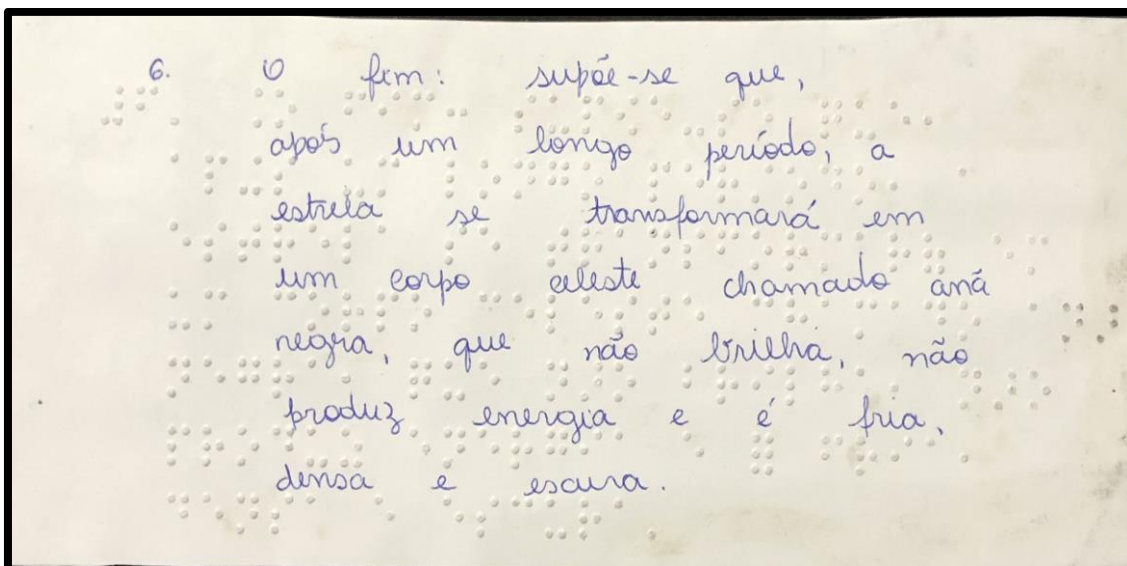 6. O fim: supõe-se que,
após um longo período, a
estrela se transformará em
um corpo celeste chamado anã
negra, que não brilha, não
produz energia e é fria,
densa e escura.